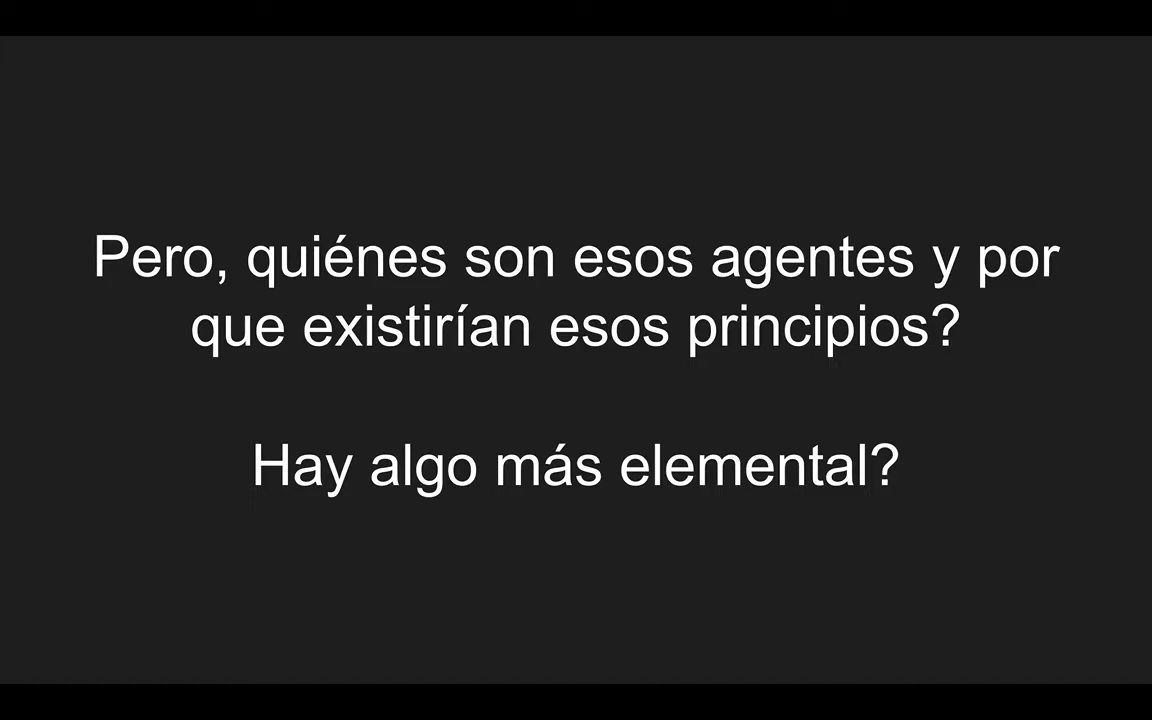 Pero, quiénes son esos agentes y por
que existirían esos principios?
Hay algo más elemental?